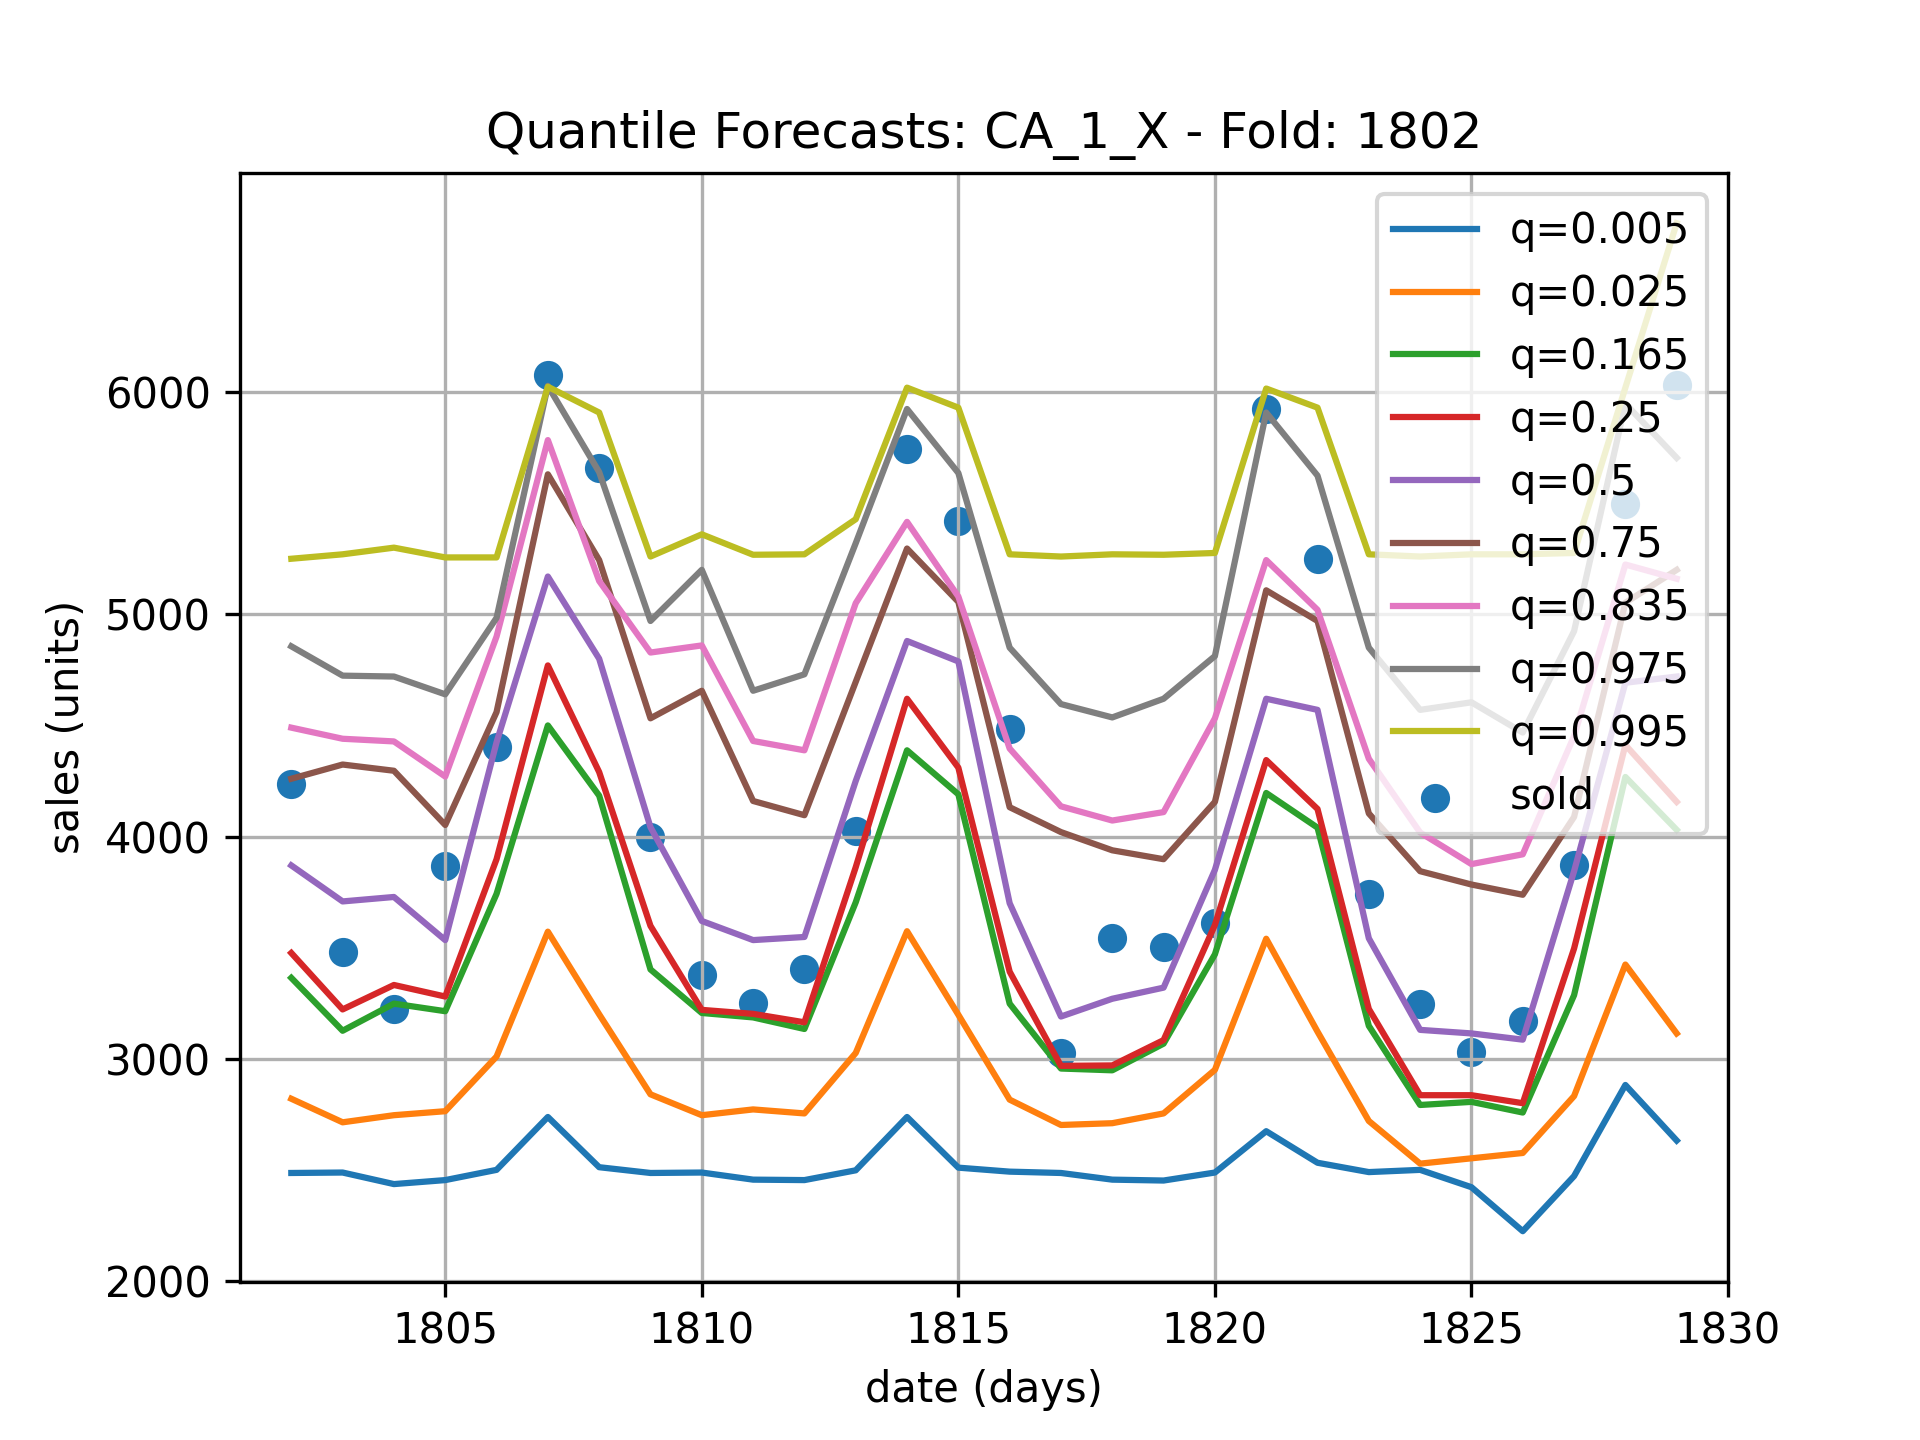 Quantile Forecasts: CA_1_X - Fold: 1802
q=0.005
q=0.025
q=0.165
q=0.25
q=0.5
q=0.75
q=0.835
q=0.975
q=0.995
sold
sales (units)
6000
5000
4000
3000
2000
1805 1810 1815 1820 1825 1830
date (days)